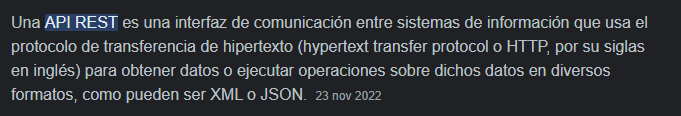 Una API REST es una interfaz de comunicación entre sistemas de información que usa el
protocolo de transferencia de hipertexto (hypertext transfer protocol o HTTP, por su siglas
en inglés) para obtener datos o ejecutar operaciones sobre dichos datos en diversos
formatos, como pueden ser XML o JSON. 23 nov 2022